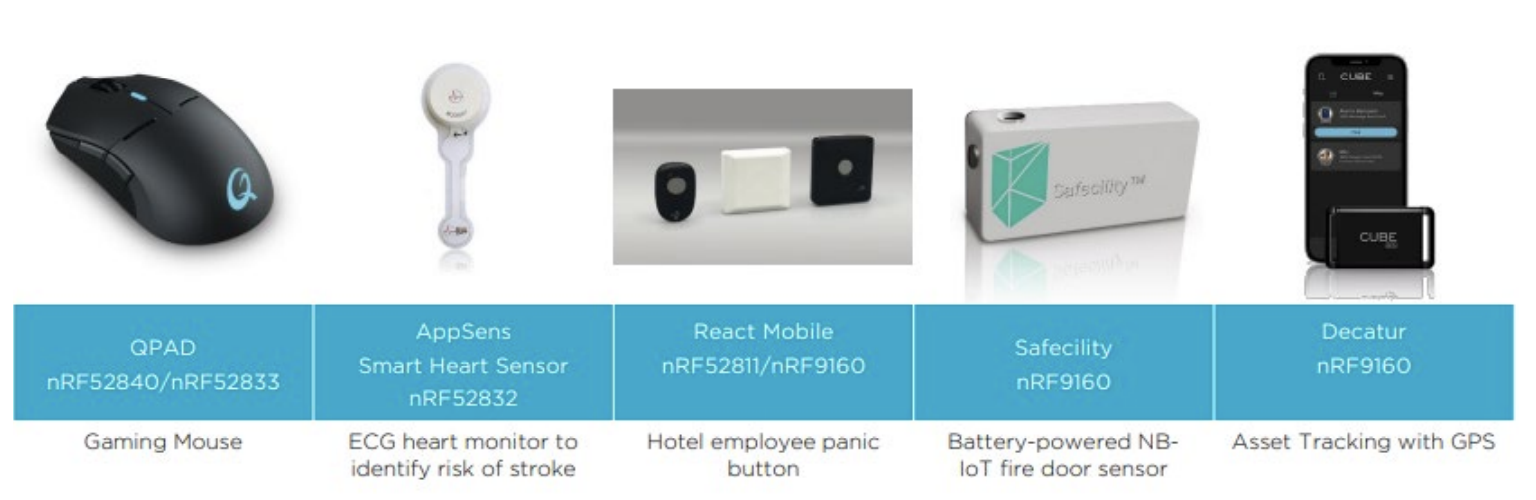 CUBE
Safecility™
CUBE
QPAD
nRF52840/nRF52833
AppSens
Smart Heart Sensor
nRF52832
React Mobile
nRF52811/nRF9160
Safecility
nRF9160
Decatur
nRF9160
Gaming Mouse
ECG heart monitor to
identify risk of stroke
Hotel employee panic
button
Battery-powered NB-
IoT fire door sensor
Asset Tracking with GPS